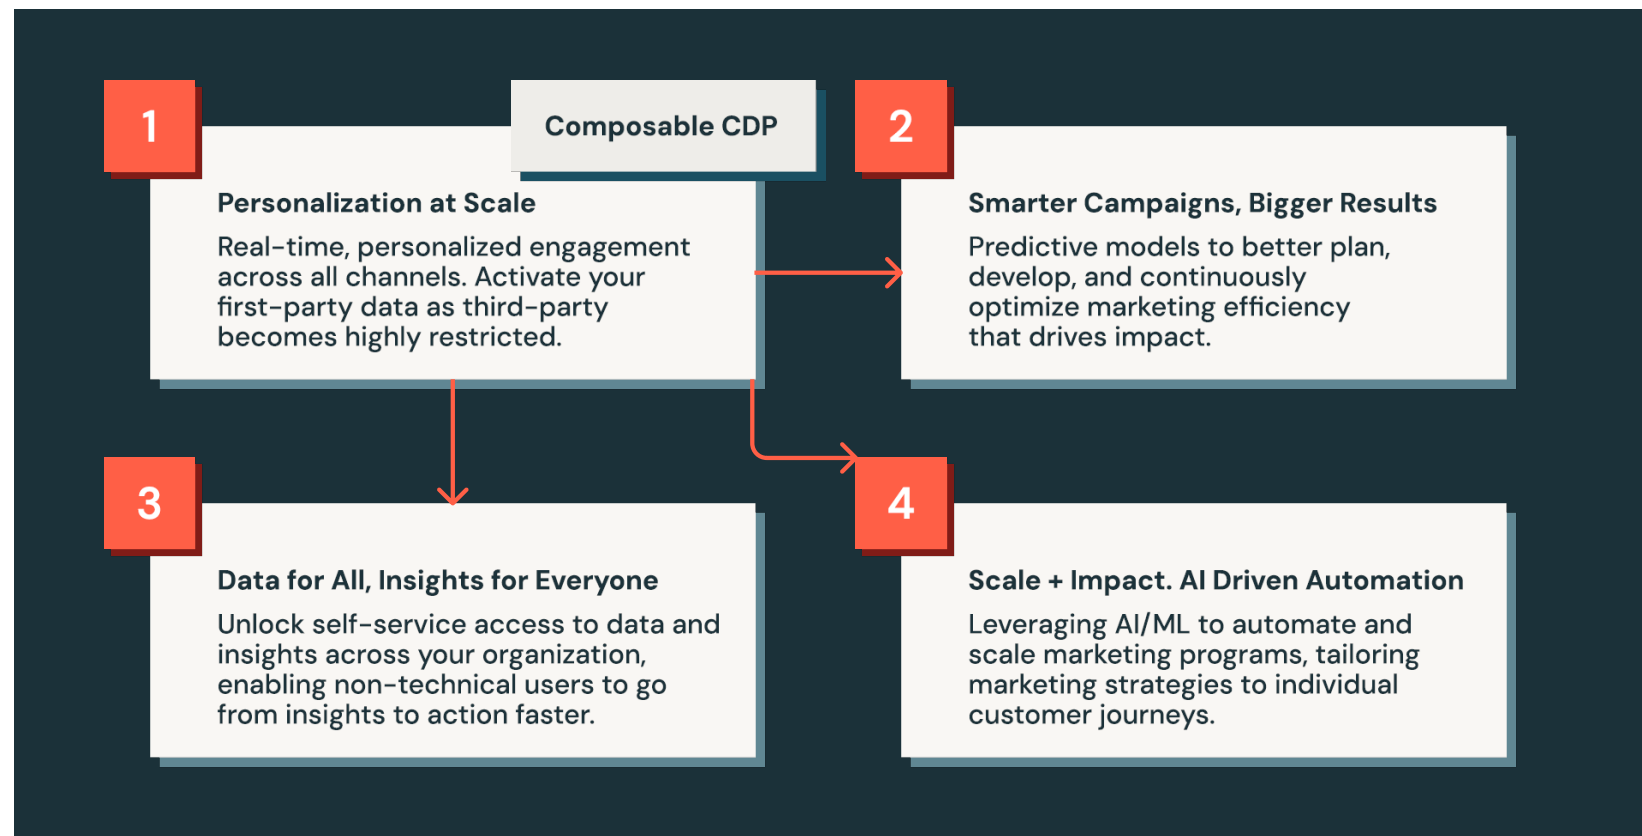 1
Composable CDP
Personalization at Scale
Real-time, personalized engagement
across all channels. Activate your
first-party data as third-party
becomes highly restricted.
2
Smarter Campaigns, Bigger Results
Predictive models to better plan,
develop, and continuously
optimize marketing efficiency
that drives impact.
3
Data for All, Insights for Everyone
Unlock self-service access to data and
insights across your organization,
enabling non-technical users to go
from insights to action faster.
4
Scale + Impact. AI Driven Automation
Leveraging AI/ML to automate and
scale marketing programs, tailoring
marketing strategies to individual
customer journeys.